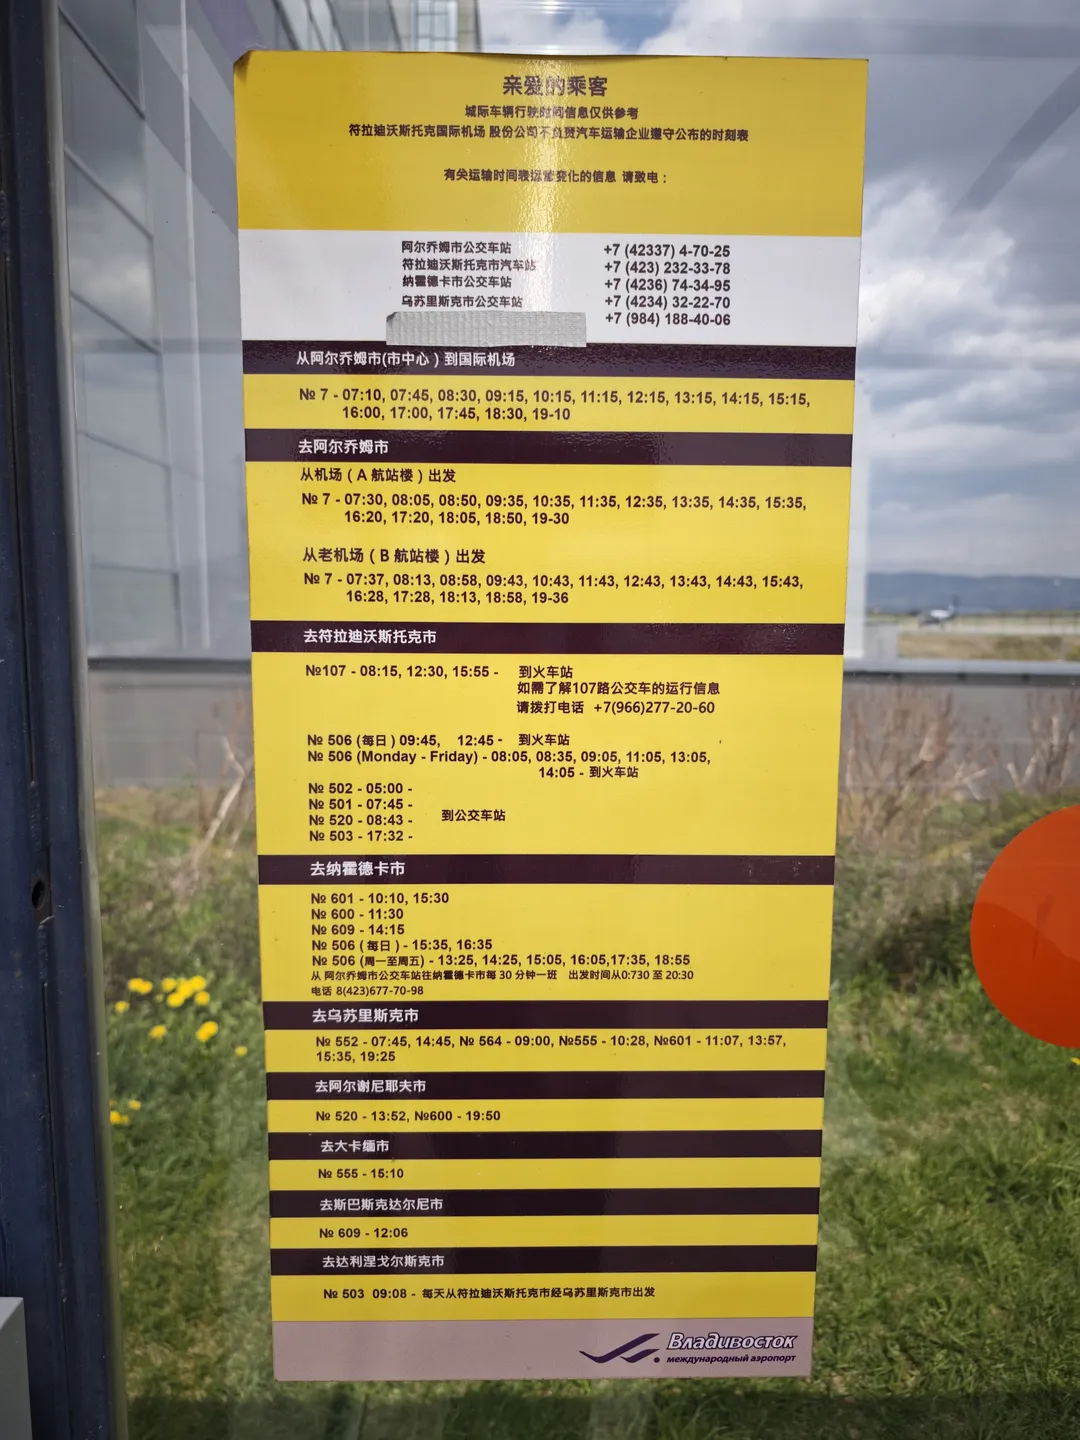 亲爱的乘客
城际车辆行驶时间信息仅供参考
符拉迪沃斯托克国际机场 股份公司不负责汽车运输企业遵守公布的时刻表
有关运输时间表运营变化的信息 请致电：
阿尔乔姆市公交车站 +7 (42337) 4-70-25
符拉迪沃斯托克市汽车站 +7 (423) 232-33-78
纳霍德卡市公交车站 +7 (4236) 74-34-95
乌苏里斯克市公交车站 +7 (4234) 32-22-70
+7 (984) 188-40-06
从阿尔乔姆市(市中心）到国际机场
№ 7 - 07:10, 07:45, 08:30, 09:15, 10:15, 11:15, 12:15, 13:15, 14:15, 15:15,
16:00, 17:00, 17:45, 18:30, 19-10
去阿尔乔姆市
从机场（A 航站楼）出发
№ 7 - 07:30, 08:05, 08:50, 09:35, 10:35, 11:35, 12:35, 13:35, 14:35, 15:35,
16:20, 17:20, 18:05, 18:50, 19-30
从老机场（B 航站楼）出发
№ 7 - 07:37, 08:13, 08:58, 09:43, 10:43, 11:43, 12:43, 13:43, 14:43, 15:43,
16:28, 17:28, 18:13, 18:58, 19-36
去符拉迪沃斯托克市
№107 - 08:15, 12:30, 15:55 - 到火车站
如需了解107路公交车的运行信息
请拨打电话 +7(966)277-20-60
№ 506 (每日) 09:45, 12:45 - 到火车站
№ 506 (Monday - Friday) - 08:05, 08:35, 09:05, 11:05, 13:05,
14:05 - 到火车站
№ 502 - 05:00 -
№ 501 - 07:45 -
№ 520 - 08:43 - 到公交车站
№ 503 - 17:32 -
去纳霍德卡市
№ 601 - 10:10, 15:30
№ 600 - 11:30
№ 609 - 14:15
№ 506 (每日) - 15:35, 16:35
№ 506 (周一至周五) - 13:25, 14:25, 15:05, 16:05,17:35, 18:55
从 阿尔乔姆市公交车站往纳霍德卡市每 30 分钟一班 出发时间从0:730 至 20:30
电话 8(423)677-70-98
去乌苏里斯克市
№ 552 - 07:45, 14:45, № 564 - 09:00, №555 - 10:28, №601 - 11:07, 13:57,
15:35, 19:25
去阿尔谢尼耶夫市
№ 520 - 13:52, №600 - 19:50
去大卡缅市
№ 555 - 15:10
去斯巴斯克达尔尼市
№ 609 - 12:06
去达利涅戈尔斯克市
№ 503 09:08 - 每天从符拉迪沃斯托克市经乌苏里斯克市出发
Владивосток
международный аэропорт